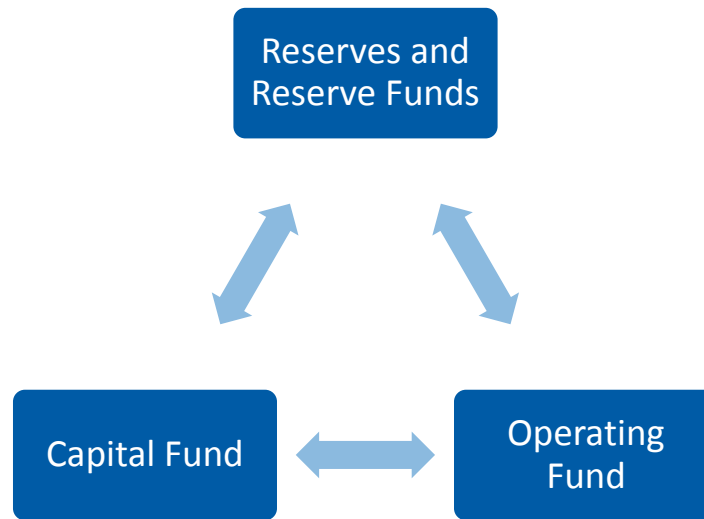 Reserves and
Reserve Funds
Capital Fund
Operating
Fund